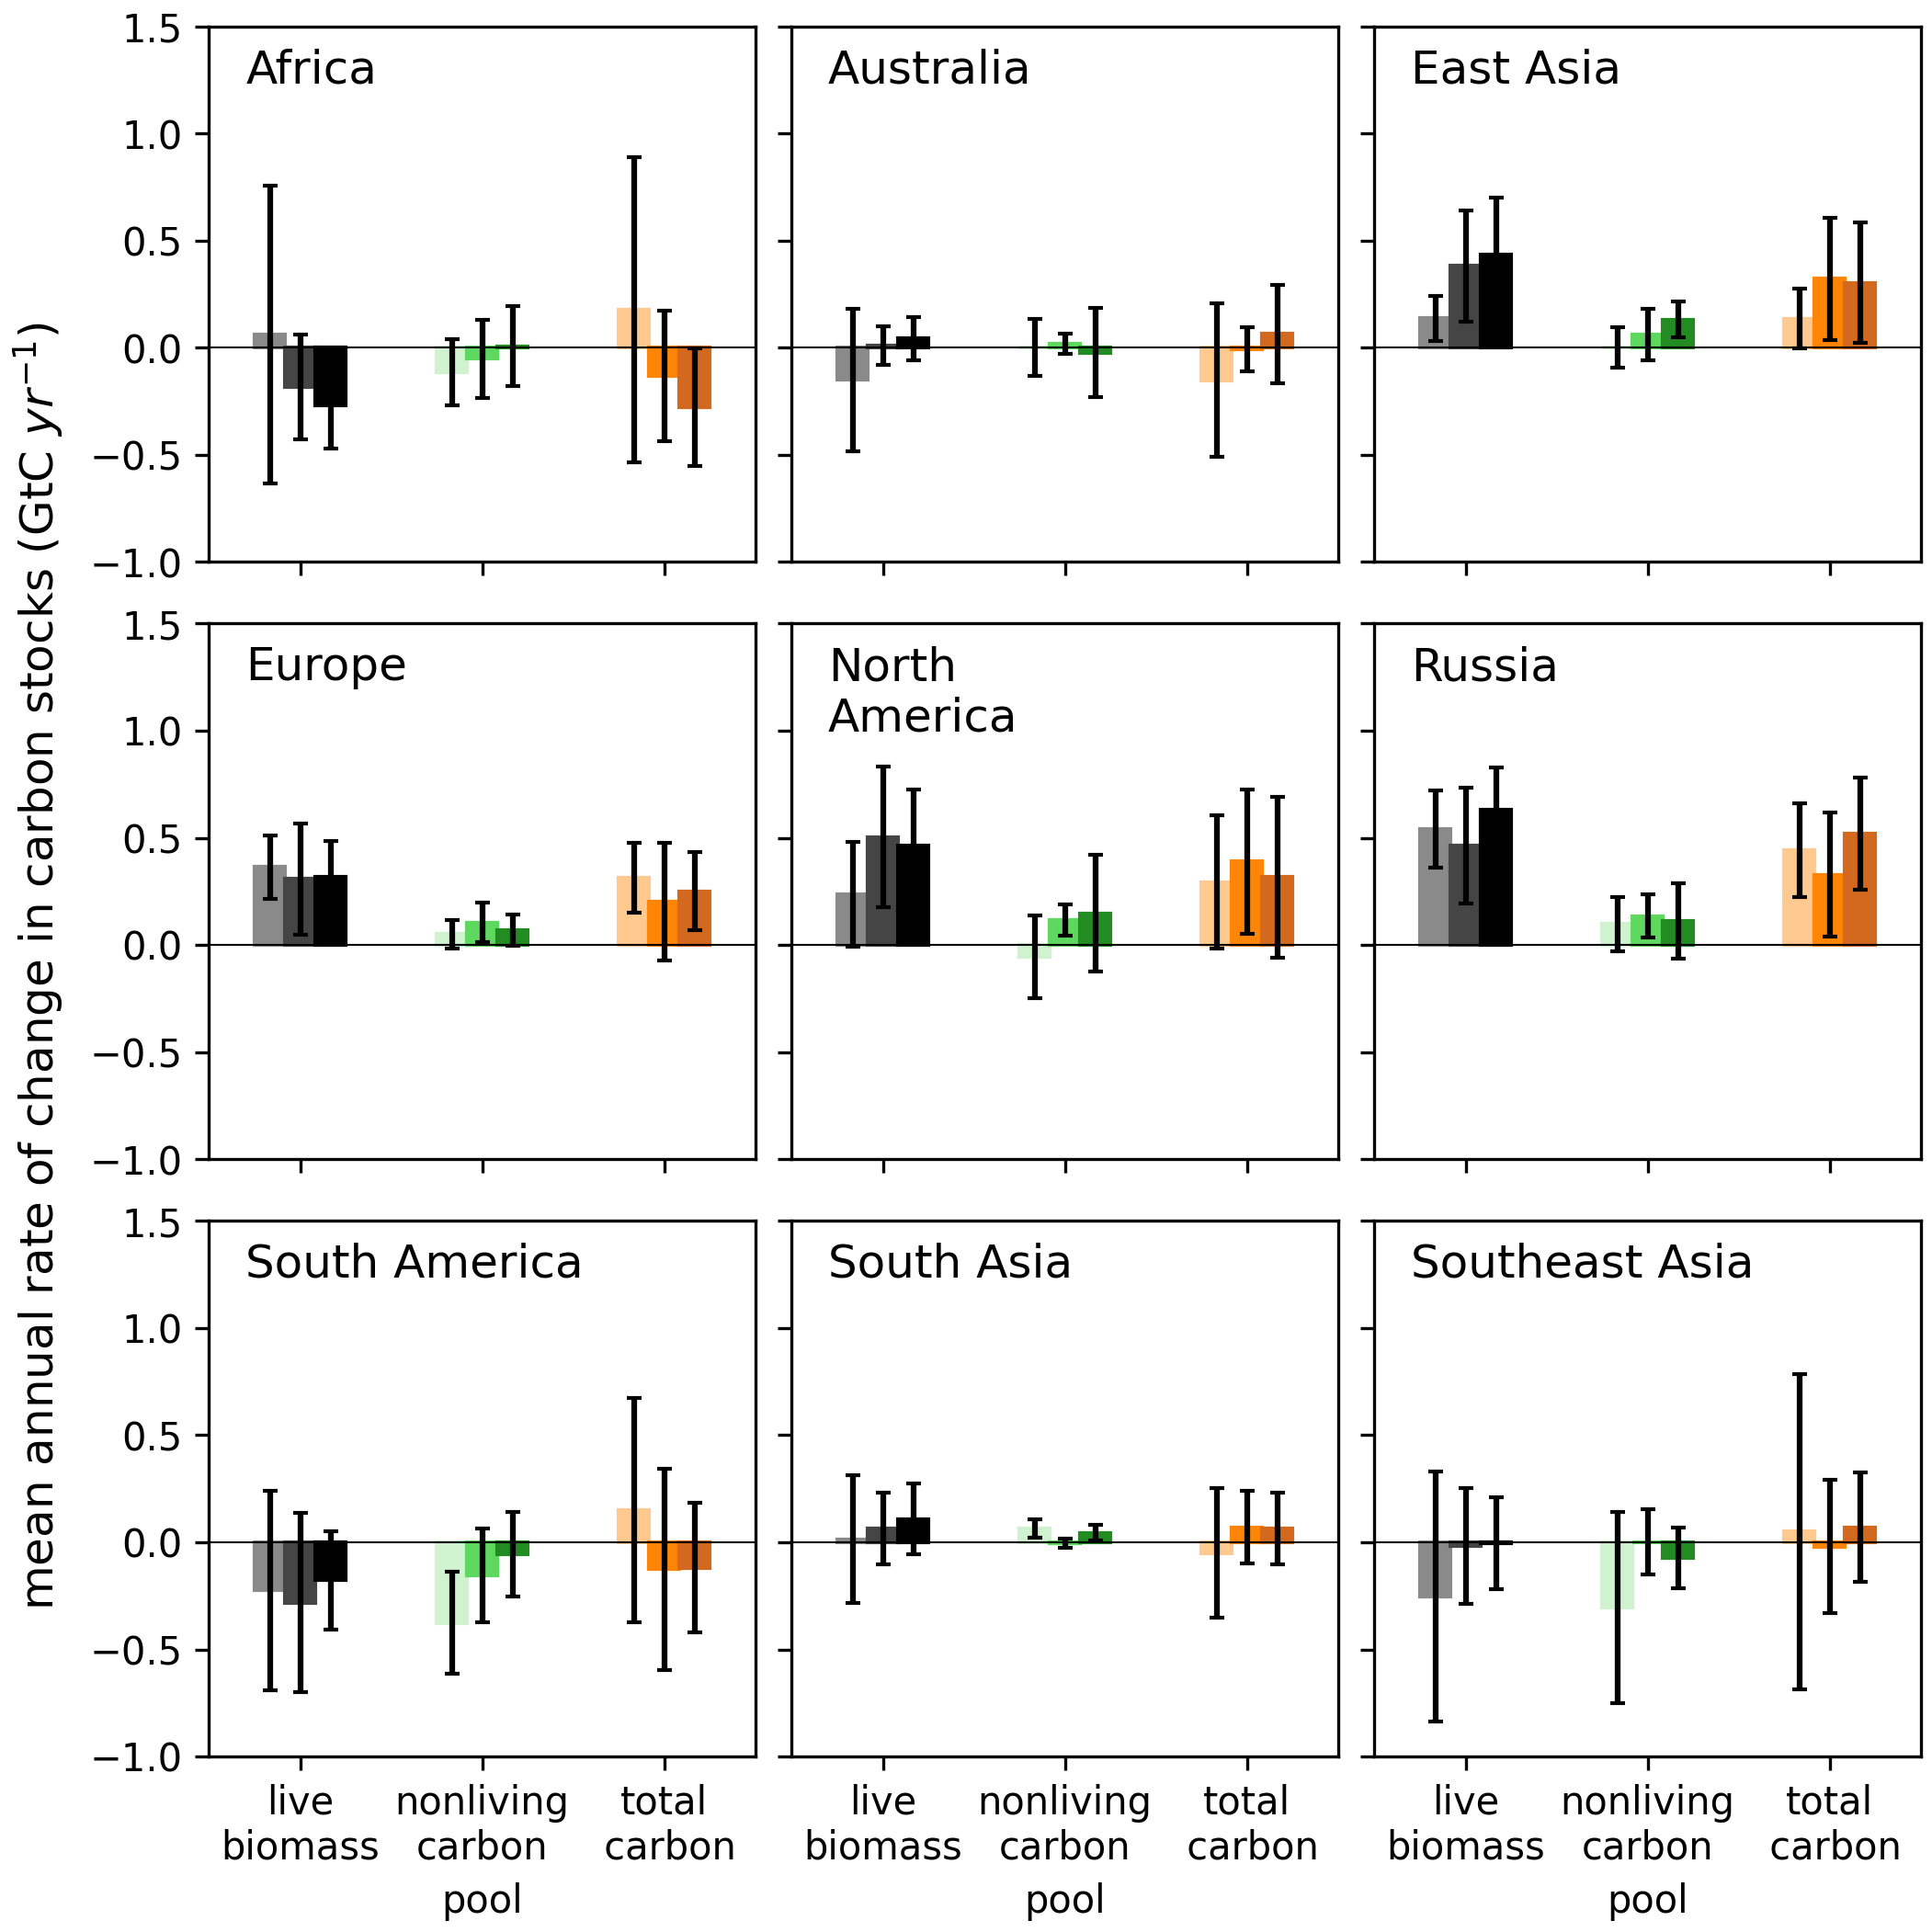 mean annual rate of change in carbon stocks (GtC yr⁻¹)
1.5
1.0
0.5
0.0
−0.5
−1.0
Africa
Australia
East Asia
1.5
1.0
0.5
0.0
−0.5
−1.0
Europe
North
America
Russia
1.5
1.0
0.5
0.0
−0.5
−1.0
South America
South Asia
Southeast Asia
live
biomass
nonliving
carbon
total
carbon
pool
live
biomass
nonliving
carbon
total
carbon
pool
live
biomass
nonliving
carbon
total
carbon
pool